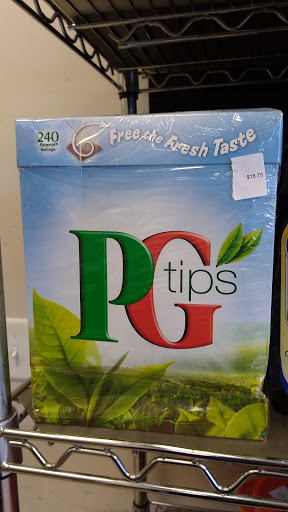 240
Pyramid®
teabags
Free the Fresh Taste
$18.75
PG
tips